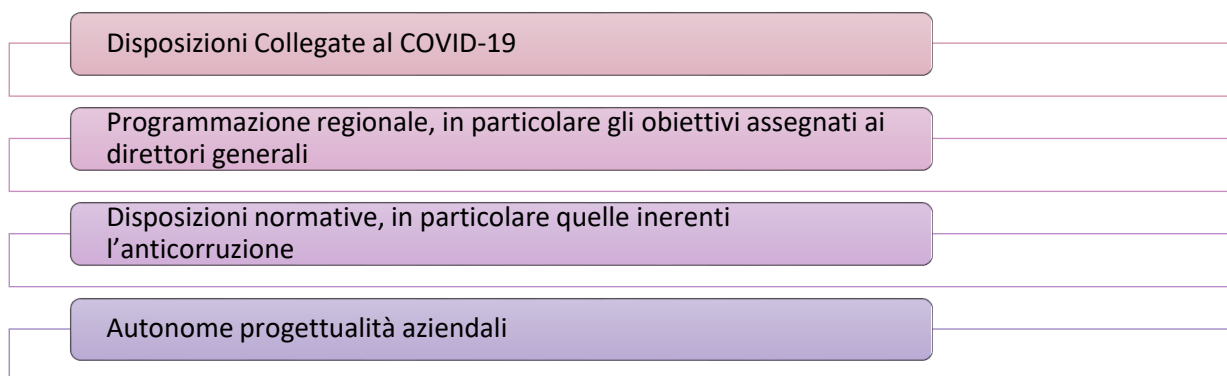 Disposizioni Collegate al COVID-19
Programmazione regionale, in particolare gli obiettivi assegnati ai
direttori generali
Disposizioni normative, in particolare quelle inerenti
l’anticorruzione
Autonome progettualità aziendali